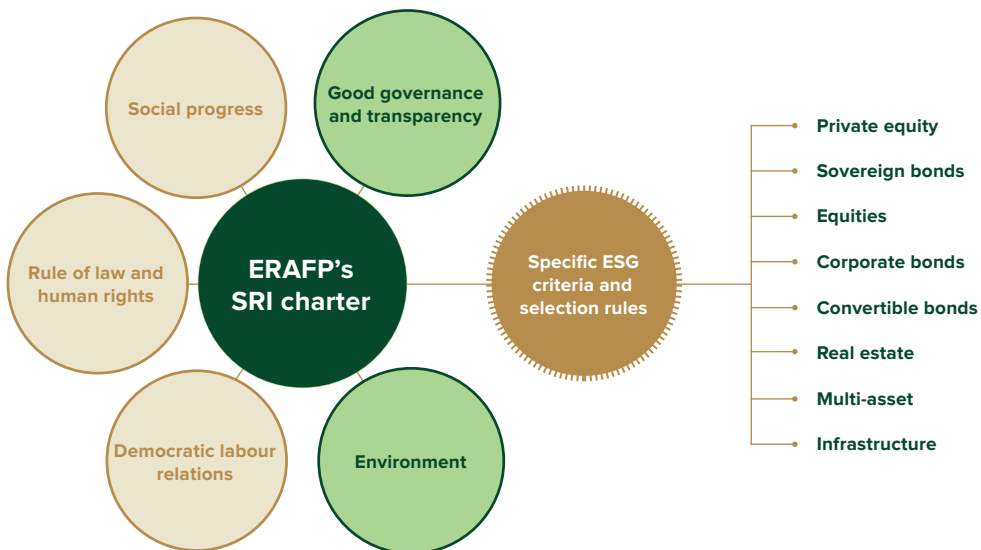 Social progress
Good governance
and transparency
Rule of law and
human rights
ERAFP’s
SRI charter
Democratic labour
relations
Environment
Specific ESG
criteria and
selection rules
Private equity
Sovereign bonds
Equities
Corporate bonds
Convertible bonds
Real estate
Multi-asset
Infrastructure